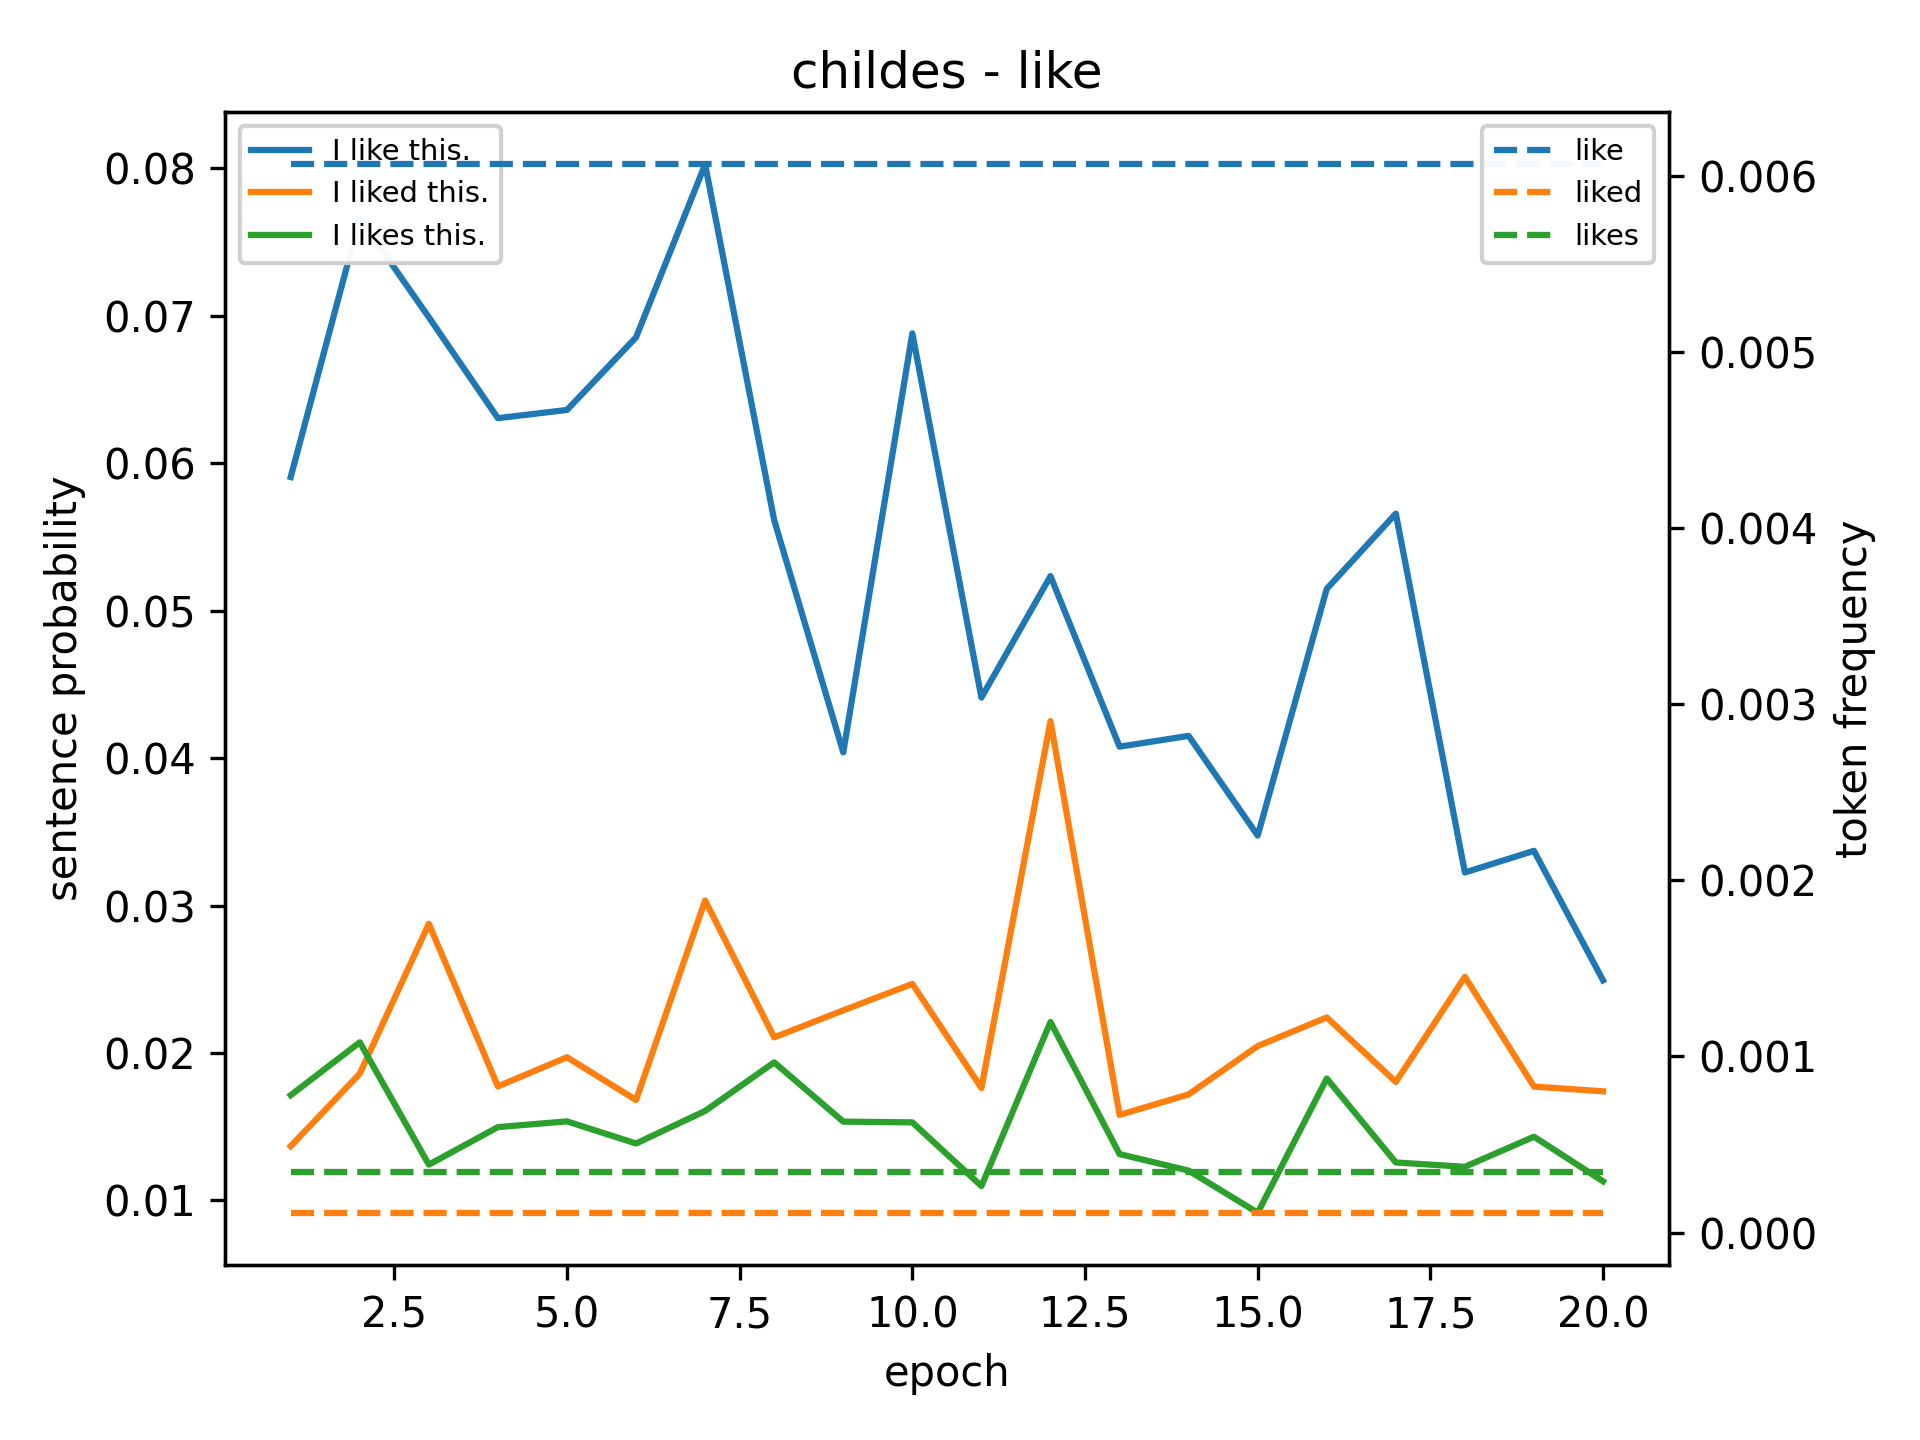 childes - like
I like this.
I liked this.
I likes this.
like
liked
likes
0.08
0.07
0.06
0.05
0.04
0.03
0.02
0.01
sentence probability
0.006
0.005
0.004
0.003
0.002
0.001
0.000
token frequency
2.5 5.0 7.5 10.0 12.5 15.0 17.5 20.0
epoch